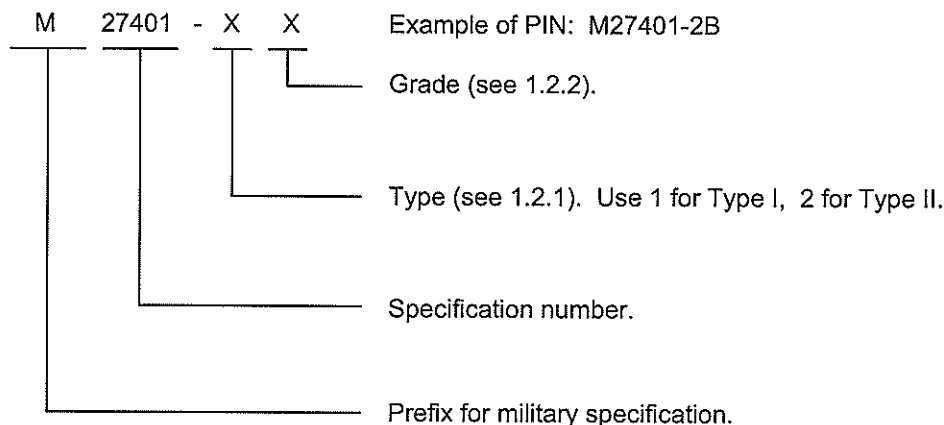 M 27401 - X X Example of PIN: M27401-2B
Grade (see 1.2.2).
Type (see 1.2.1). Use 1 for Type I, 2 for Type II.
Specification number.
Prefix for military specification.